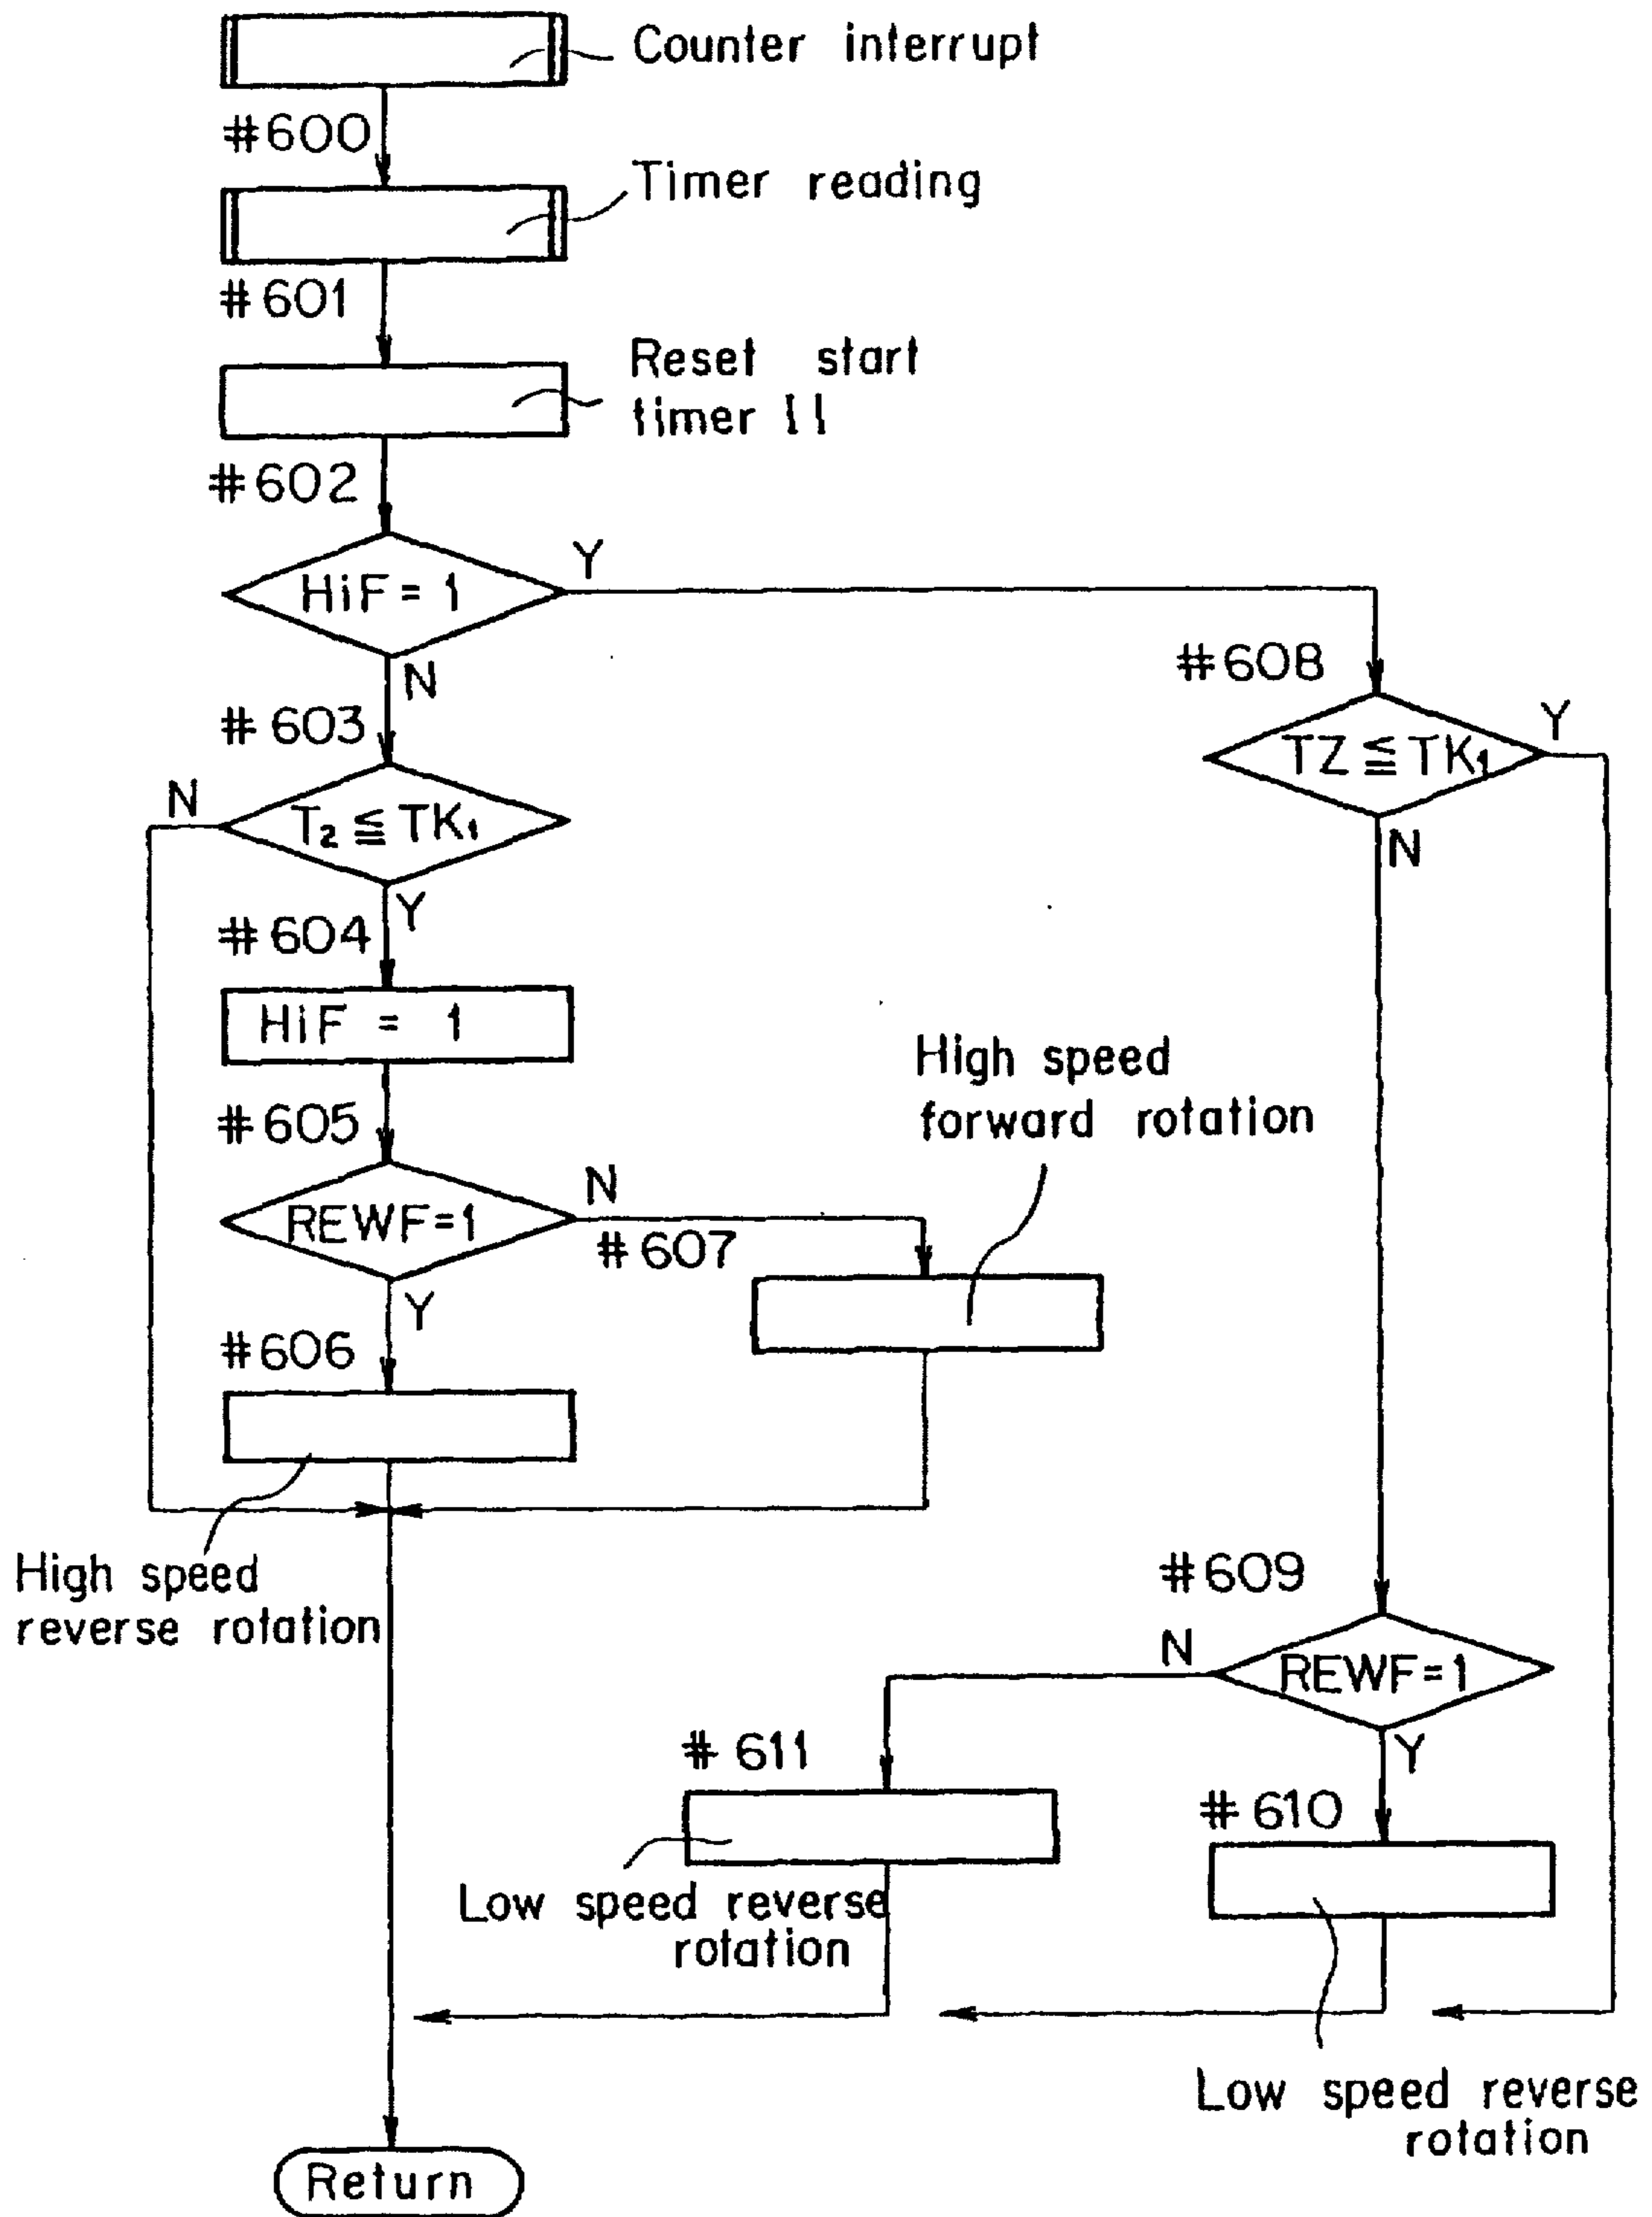 Counter interrupt
#600
Timer reading
#601
Reset start
timer II
#602
HiF = 1
Y
N
#608
#603
TZ ≦ TK₁
Y
N
T₂ ≦ TK₁
N
Y
#604
HiF = 1
High speed
forward rotation
#605
REWF=1
N
#607
Y
#606
High speed
reverse rotation
#609
N
REWF=1
Y
#611
#610
Low speed reverse
rotation
Low speed reverse
rotation
Return